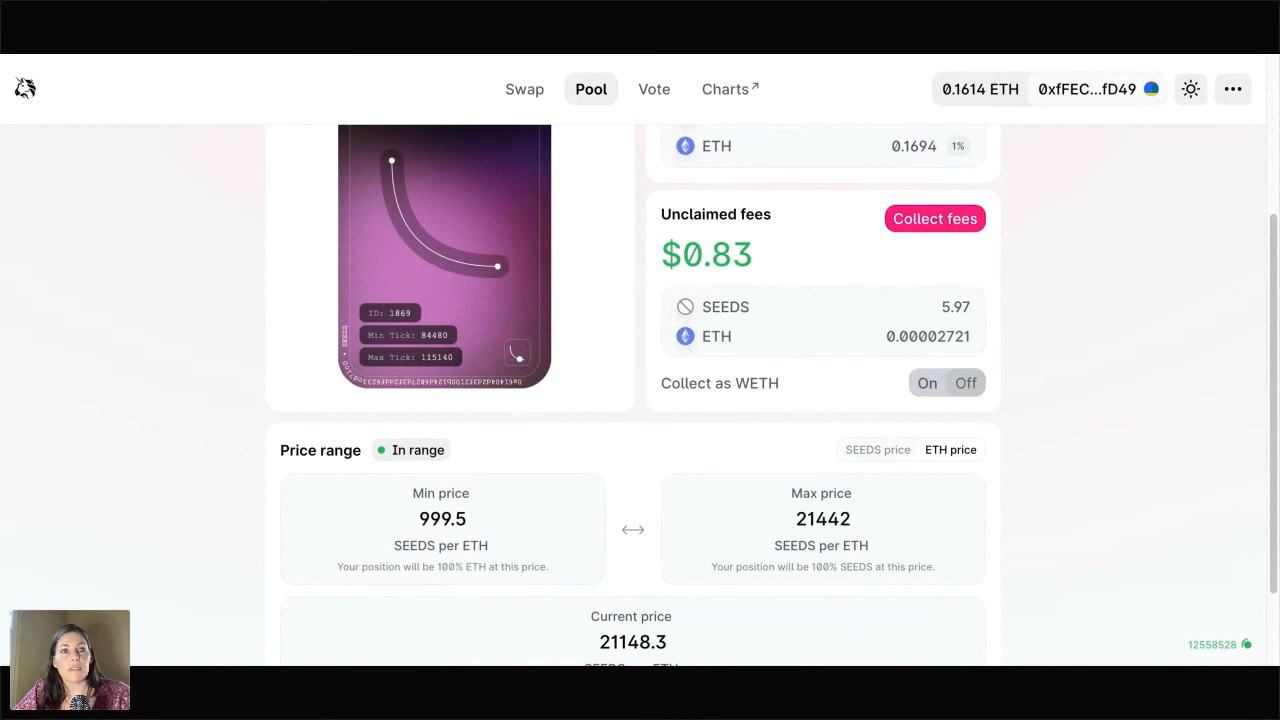 Swap
Pool
Vote
Charts↗
0.1614 ETH
0xfFEC...fD49
ETH
0.1694
1%
Unclaimed fees
Collect fees
$0.83
SEEDS
5.97
ETH
0.00002721
Collect as WETH
On
Off
ID: 1869
Min Tick: 84480
Max Tick: 115140
• SEEDS
Price range
In range
SEEDS price
ETH price
Min price
999.5
SEEDS per ETH
Your position will be 100% ETH at this price.
Max price
21442
SEEDS per ETH
Your position will be 100% SEEDS at this price.
Current price
21148.3
SEEDS per ETH
12558528